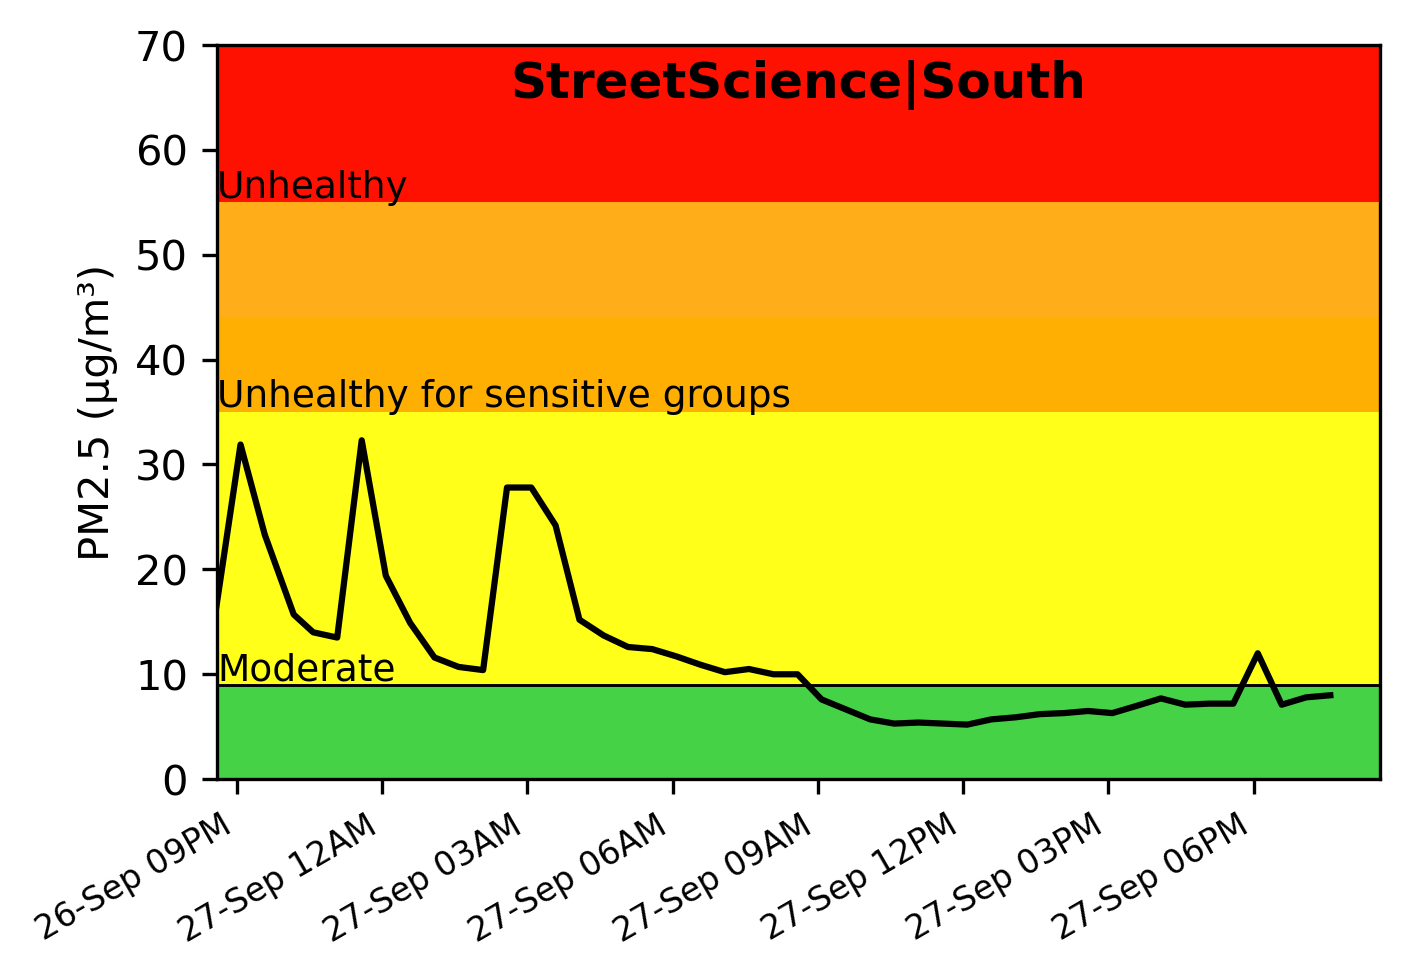 StreetScience|South
70
60
50
40
30
20
10
0
PM2.5 (µg/m³)
Unhealthy
Unhealthy for sensitive groups
Moderate
26-Sep 09PM
27-Sep 12AM
27-Sep 03AM
27-Sep 06AM
27-Sep 09AM
27-Sep 12PM
27-Sep 03PM
27-Sep 06PM